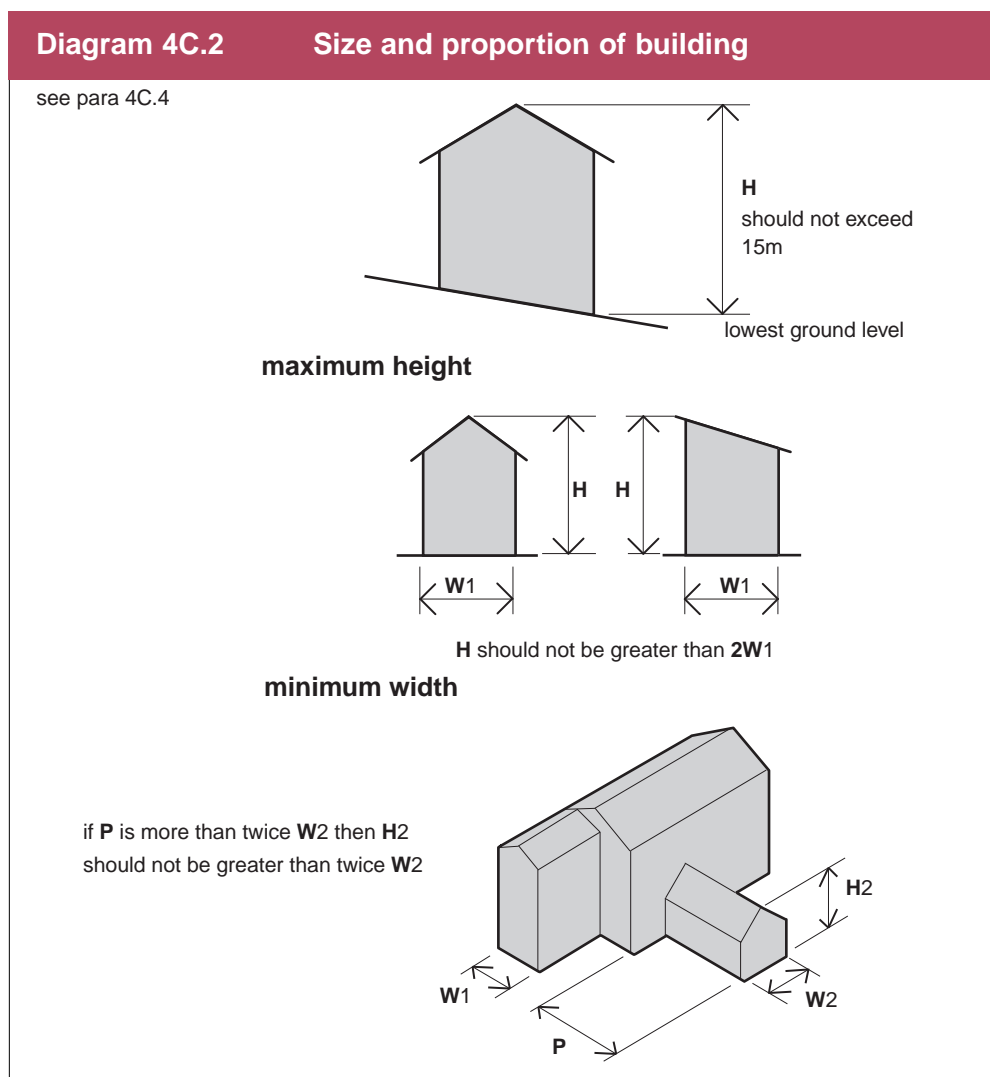 Diagram 4C.2 Size and proportion of building
see para 4C.4
H
should not exceed
15m
lowest ground level
maximum height
H
H
W1
W1
H should not be greater than 2W1
minimum width
if P is more than twice W2 then H2
should not be greater than twice W2
H2
W1
W2
P